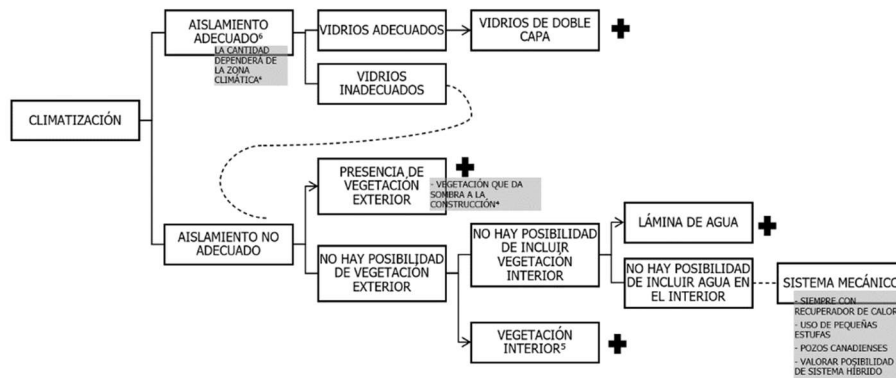 AISLAMIENTO
ADECUADO⁶
LA CANTIDAD
DEPENDERÁ DE
LA ZONA
CLIMÁTICA⁴
VIDRIOS ADECUADOS
VIDRIOS DE DOBLE
CAPA
VIDRIOS
INADECUADOS
CLIMATIZACIÓN
PRESENCIA DE
VEGETACIÓN
EXTERIOR
- VEGETACIÓN QUE DA
SOMBRA A LA
CONSTRUCCIÓN⁴
AISLAMIENTO NO
ADECUADO
NO HAY POSIBILIDAD
DE VEGETACIÓN
EXTERIOR
NO HAY POSIBILIDAD
DE INCLUIR
VEGETACIÓN
INTERIOR
LÁMINA DE AGUA
NO HAY POSIBILIDAD
DE INCLUIR AGUA EN
EL INTERIOR
SISTEMA MECÁNICO
- SIEMPRE CON
RECUPERADOR DE CALOR
- USO DE PEQUEÑAS
ESTUFAS
- POZOS CANADIENSES
- VALORAR POSIBILIDAD
DE SISTEMA HÍBRIDO
VEGETACIÓN
INTERIOR⁵